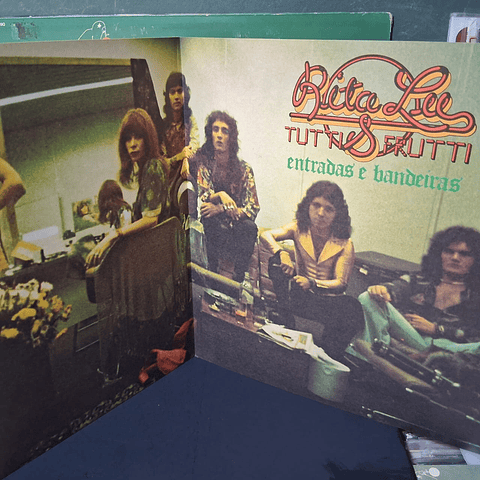 Rita Lee
TUTTI & FRUTTI
entradas e bandeiras